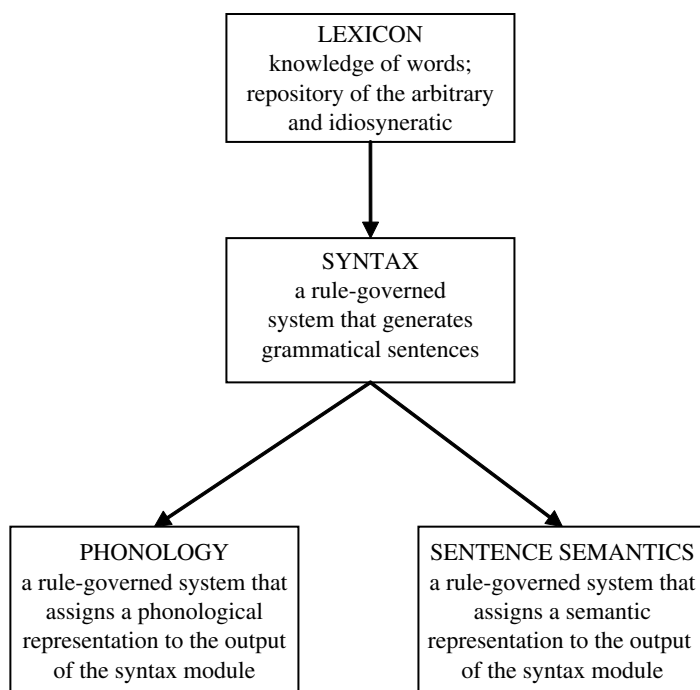 LEXICON
knowledge of words;
repository of the arbitrary
and idiosyneratic
SYNTAX
a rule-governed
system that generates
grammatical sentences
PHONOLOGY
a rule-governed system that
assigns a phonological
representation to the output
of the syntax module
SENTENCE SEMANTICS
a rule-governed system that
assigns a semantic
representation to the output
of the syntax module